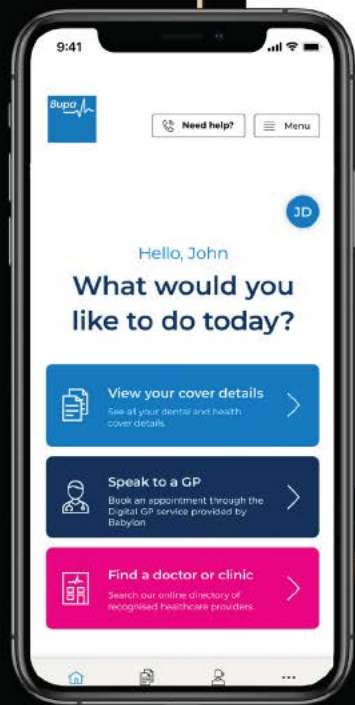 9:41
Bupa
Need help?
Menu
JD
Hello, John
What would you
like to do today?
View your cover details
See all your dental and health
cover details.
Speak to a GP
Book an appointment through the
Digital GP service provided by
Babylon
Find a doctor or clinic
Search our online directory of
recognised healthcare providers.